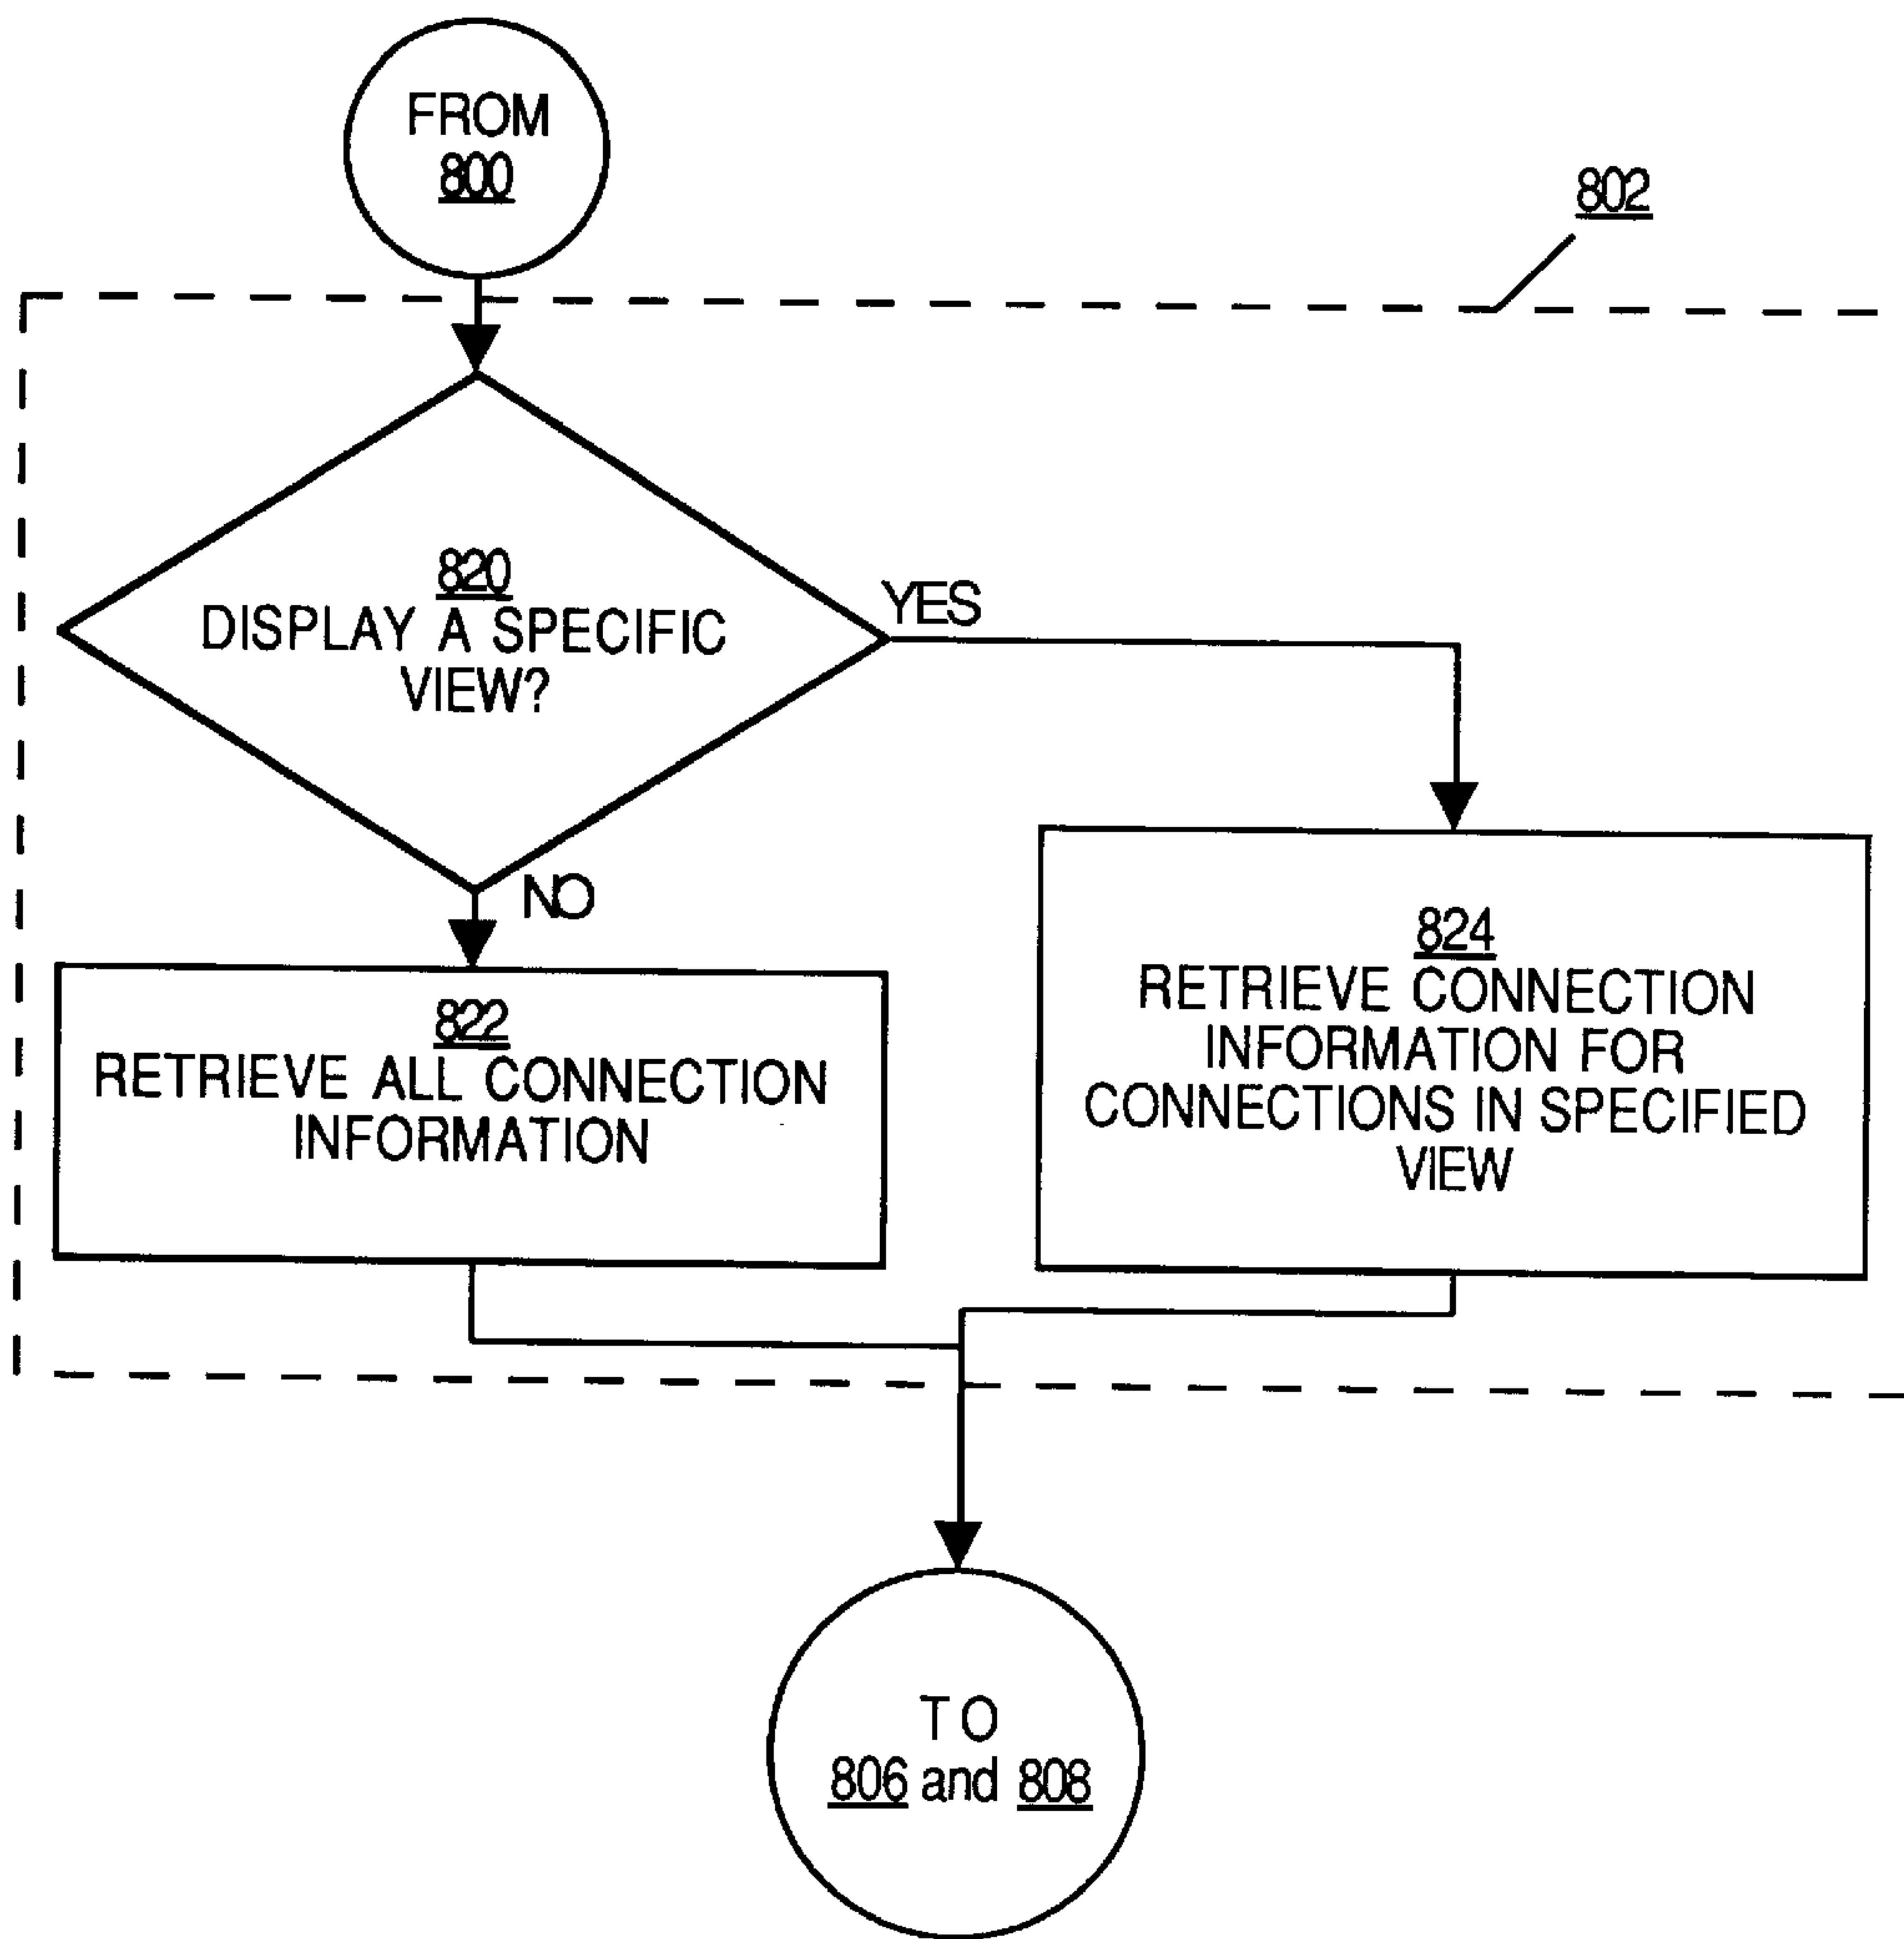 FROM
800
802
820
DISPLAY A SPECIFIC
VIEW?
YES
NO
822
RETRIEVE ALL CONNECTION
INFORMATION
824
RETRIEVE CONNECTION
INFORMATION FOR
CONNECTIONS IN SPECIFIED
VIEW
TO
806 and 808